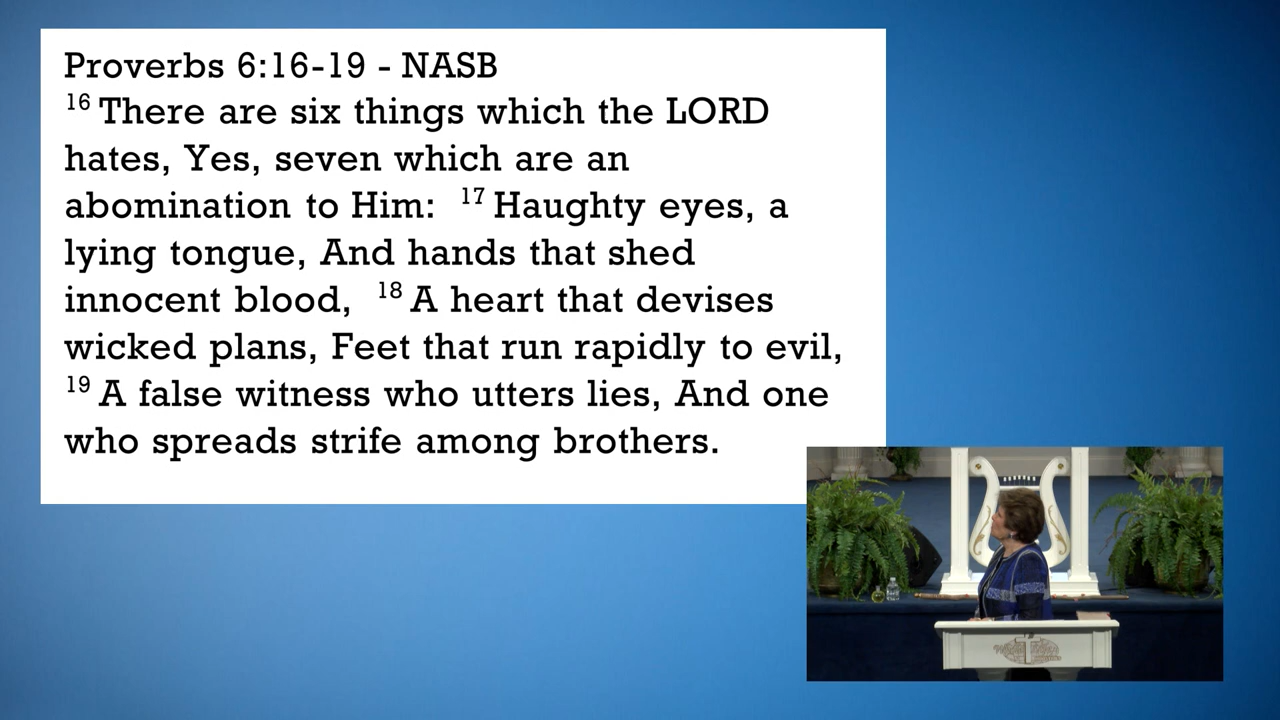 Proverbs 6:16-19 - NASB
16 There are six things which the LORD
hates, Yes, seven which are an
abomination to Him: 17 Haughty eyes, a
lying tongue, And hands that shed
innocent blood, 18 A heart that devises
wicked plans, Feet that run rapidly to evil,
19 A false witness who utters lies, And one
who spreads strife among brothers.